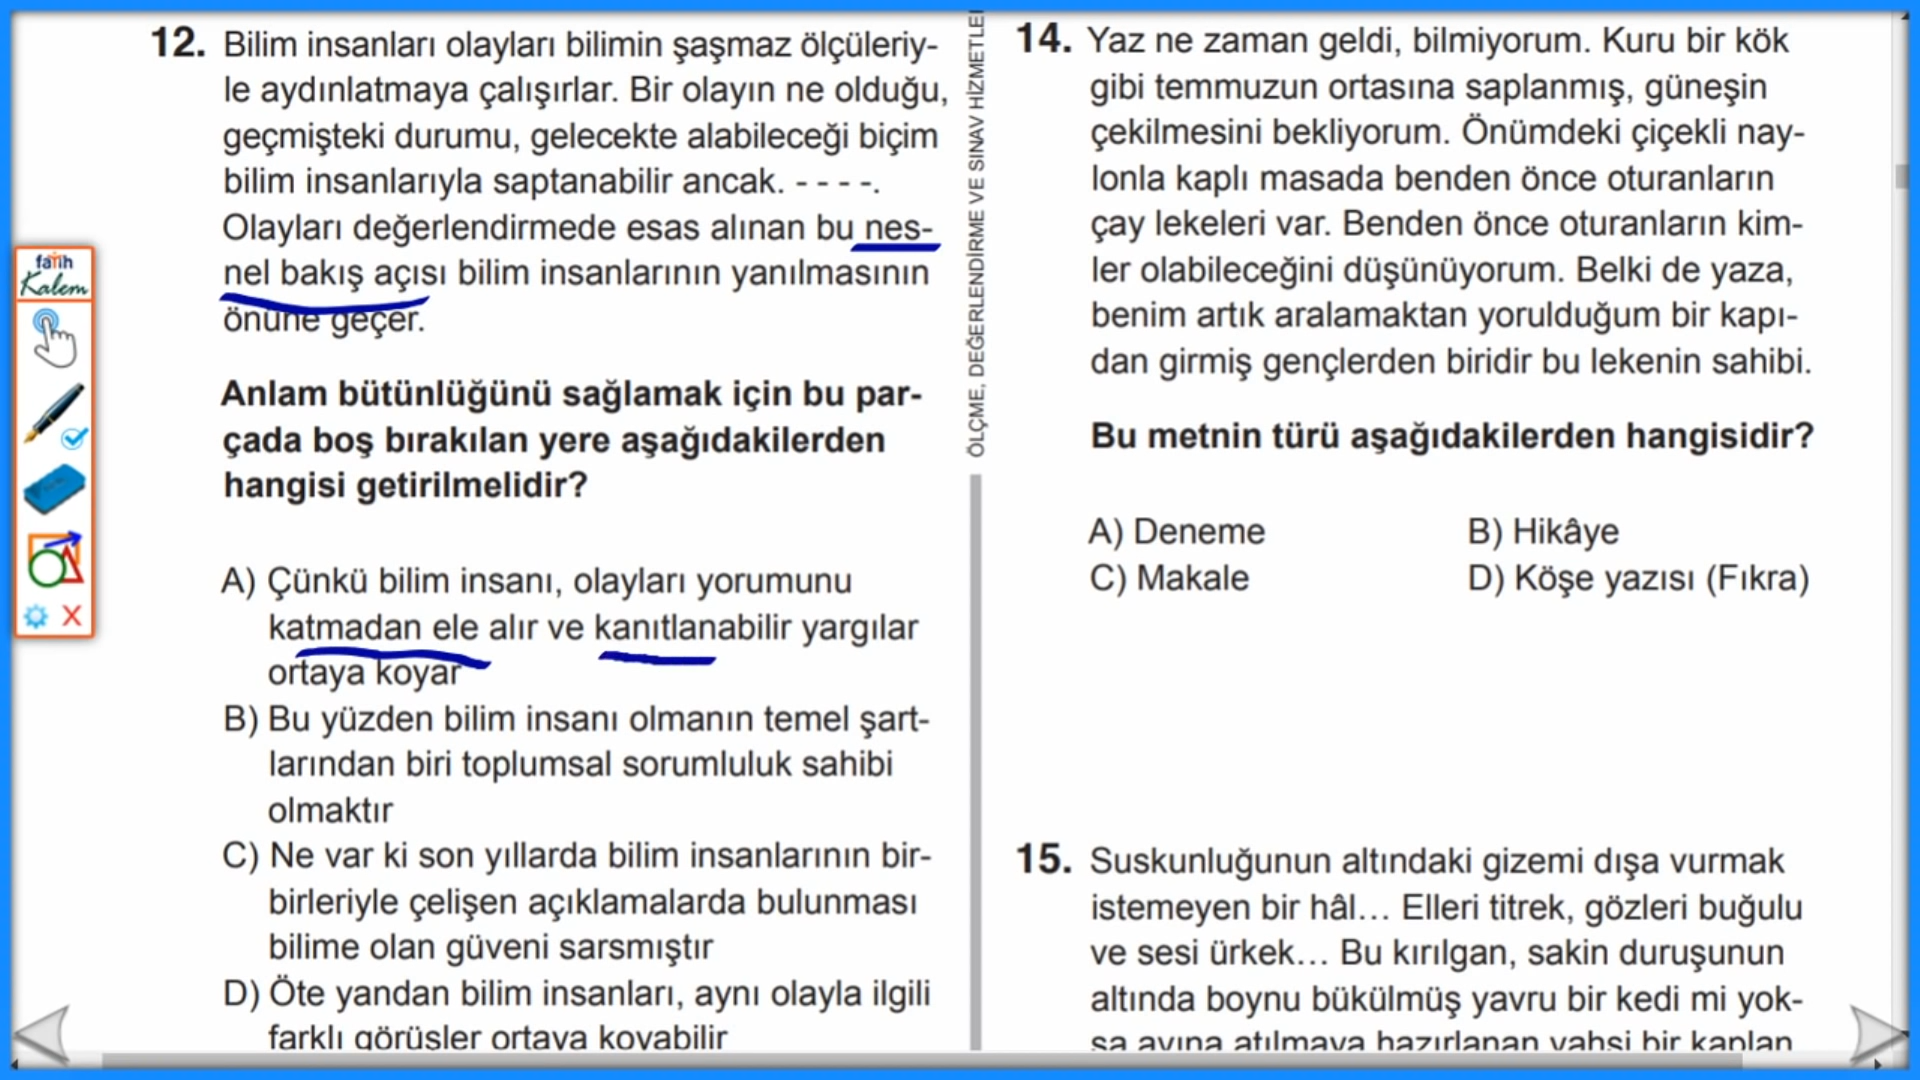 12. Bilim insanları olayları bilimin şaşmaz ölçüleriy-
le aydınlatmaya çalışırlar. Bir olayın ne olduğu,
geçmişteki durumu, gelecekte alabileceği biçim
bilim insanlarıyla saptanabilir ancak. - - - -.
Olayları değerlendirmede esas alınan bu nes-
nel bakış açısı bilim insanlarının yanılmasının
önüne geçer.
Anlam bütünlüğünü sağlamak için bu par-
çada boş bırakılan yere aşağıdakilerden
hangisi getirilmelidir?
A) Çünkü bilim insanı, olayları yorumunu
katmadan ele alır ve kanıtlanabilir yargılar
ortaya koyar
B) Bu yüzden bilim insanı olmanın temel şart-
larından biri toplumsal sorumluluk sahibi
olmaktır
C) Ne var ki son yıllarda bilim insanlarının bir-
birleriyle çelişen açıklamalarda bulunması
bilime olan güveni sarsmıştır
D) Öte yandan bilim insanları, aynı olayla ilgili
farklı görüşler ortaya koyabilir
fatih
Kalem
ÖLÇME, DEĞERLENDİRME VE SINAV HİZMETLE
14. Yaz ne zaman geldi, bilmiyorum. Kuru bir kök
gibi temmuzun ortasına saplanmış, güneşin
çekilmesini bekliyorum. Önümdeki çiçekli nay-
lonla kaplı masada benden önce oturanların
çay lekeleri var. Benden önce oturanların kim-
ler olabileceğini düşünüyorum. Belki de yaza,
benim artık aralamaktan yorulduğum bir kapı-
dan girmiş gençlerden biridir bu lekenin sahibi.
Bu metnin türü aşağıdakilerden hangisidir?
A) Deneme B) Hikâye
C) Makale D) Köşe yazısı (Fıkra)
15. Suskunluğunun altındaki gizemi dışa vurmak
istemeyen bir hâl... Elleri titrek, gözleri buğulu
ve sesi ürkek... Bu kırılgan, sakin duruşunun
altında boynu bükülmüş yavru bir kedi mi yok-
sa avına atılmaya hazırlanan vahşi bir kaplan